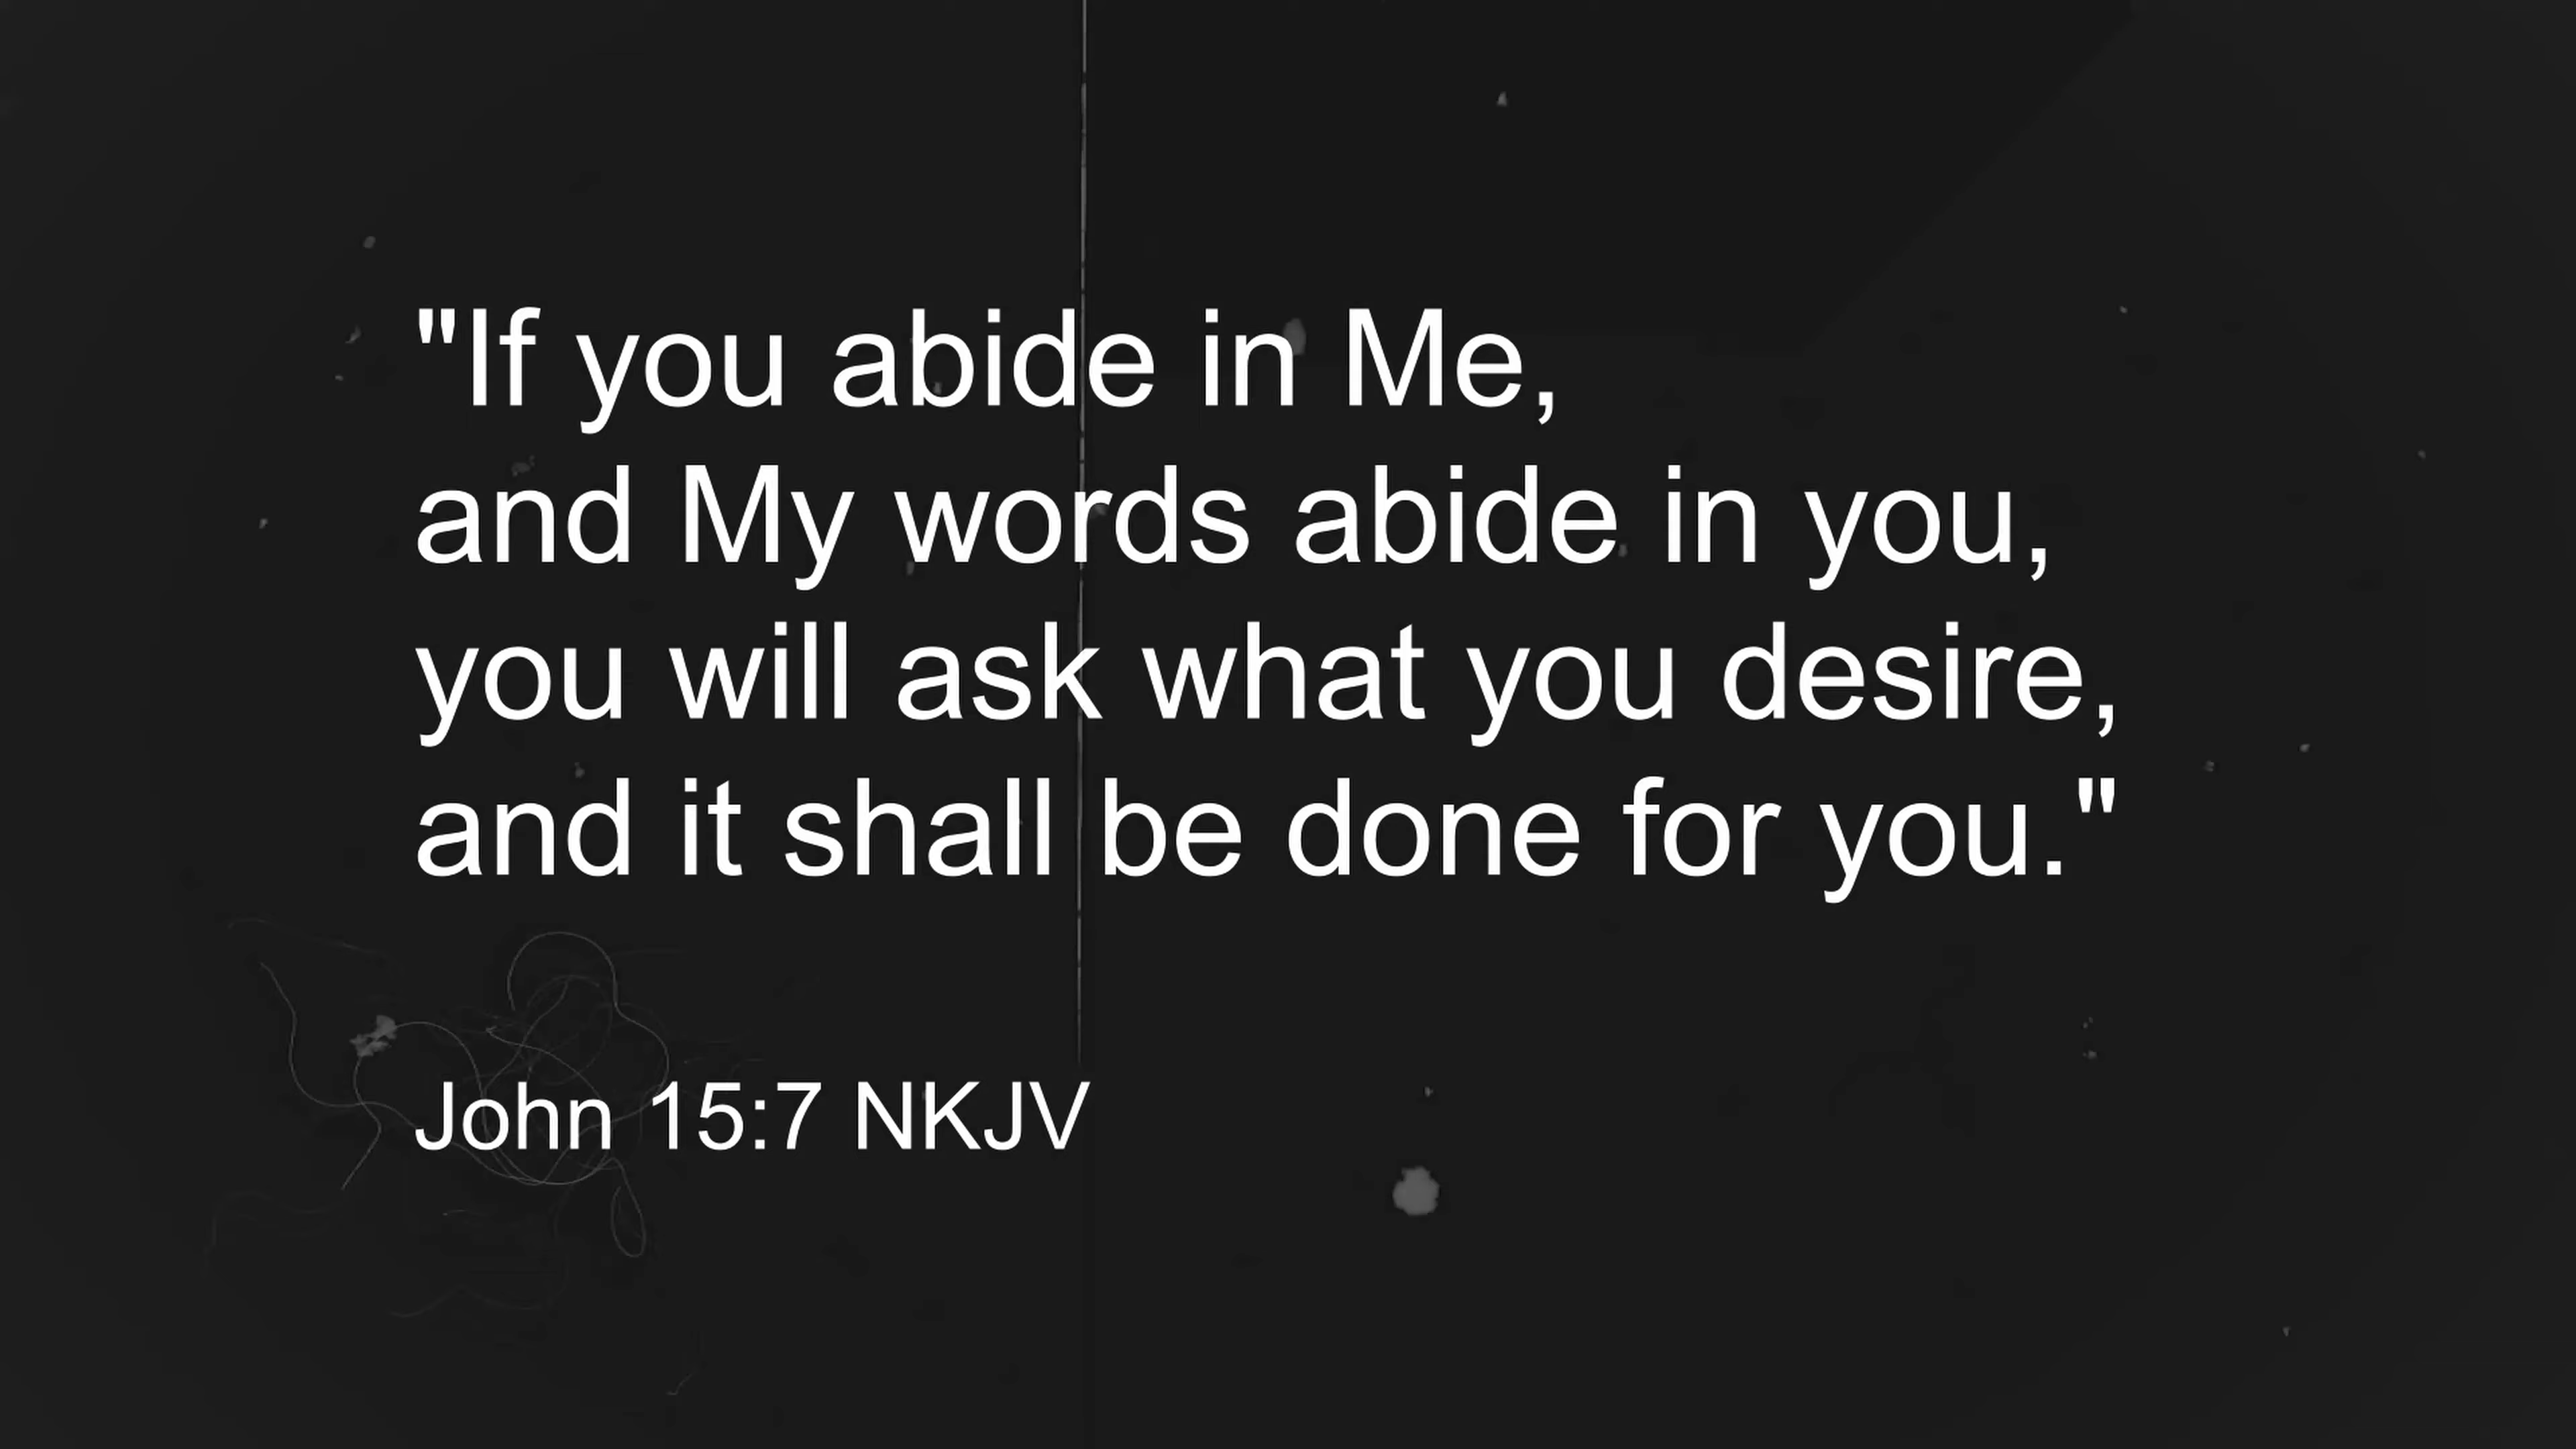 "If you abide in Me,
and My words abide in you,
you will ask what you desire,
and it shall be done for you."
John 15:7 NKJV